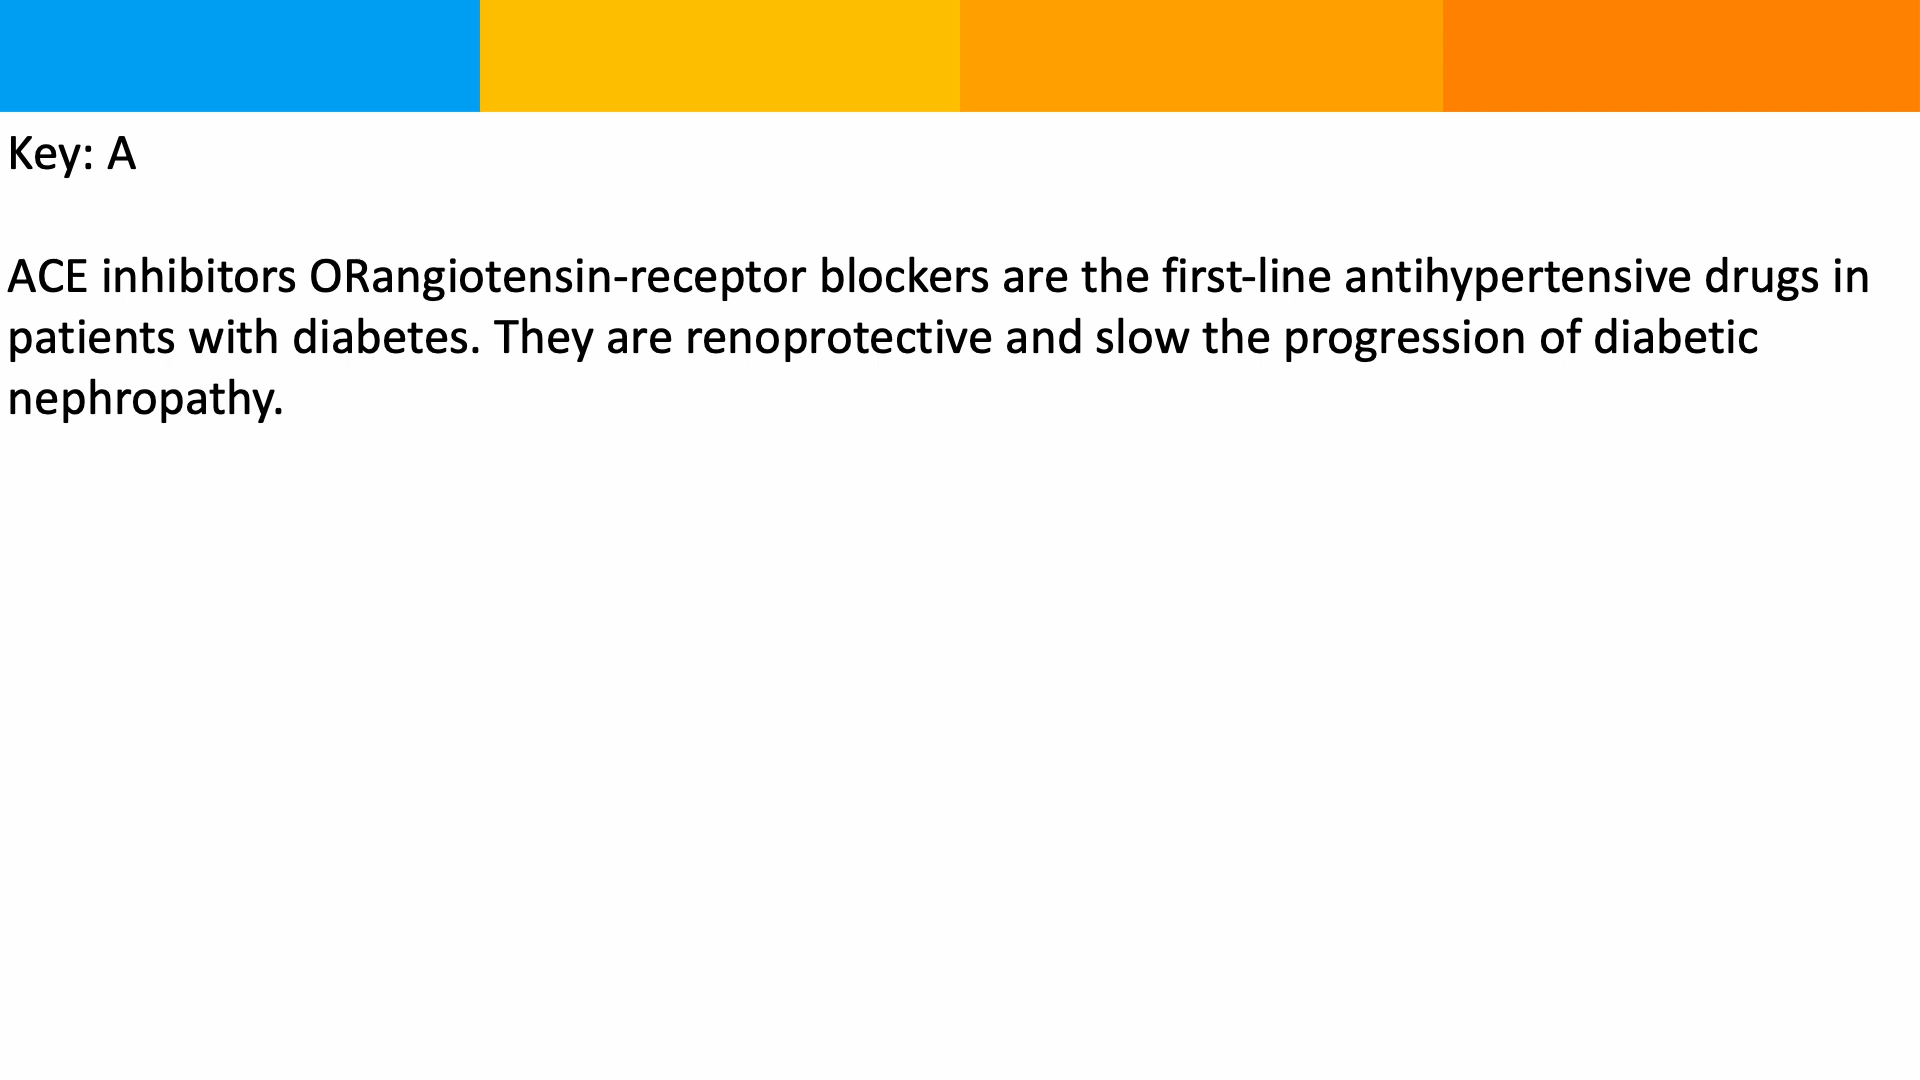 Key: A
ACE inhibitors ORangiotensin-receptor blockers are the first-line antihypertensive drugs in
patients with diabetes. They are renoprotective and slow the progression of diabetic
nephropathy.